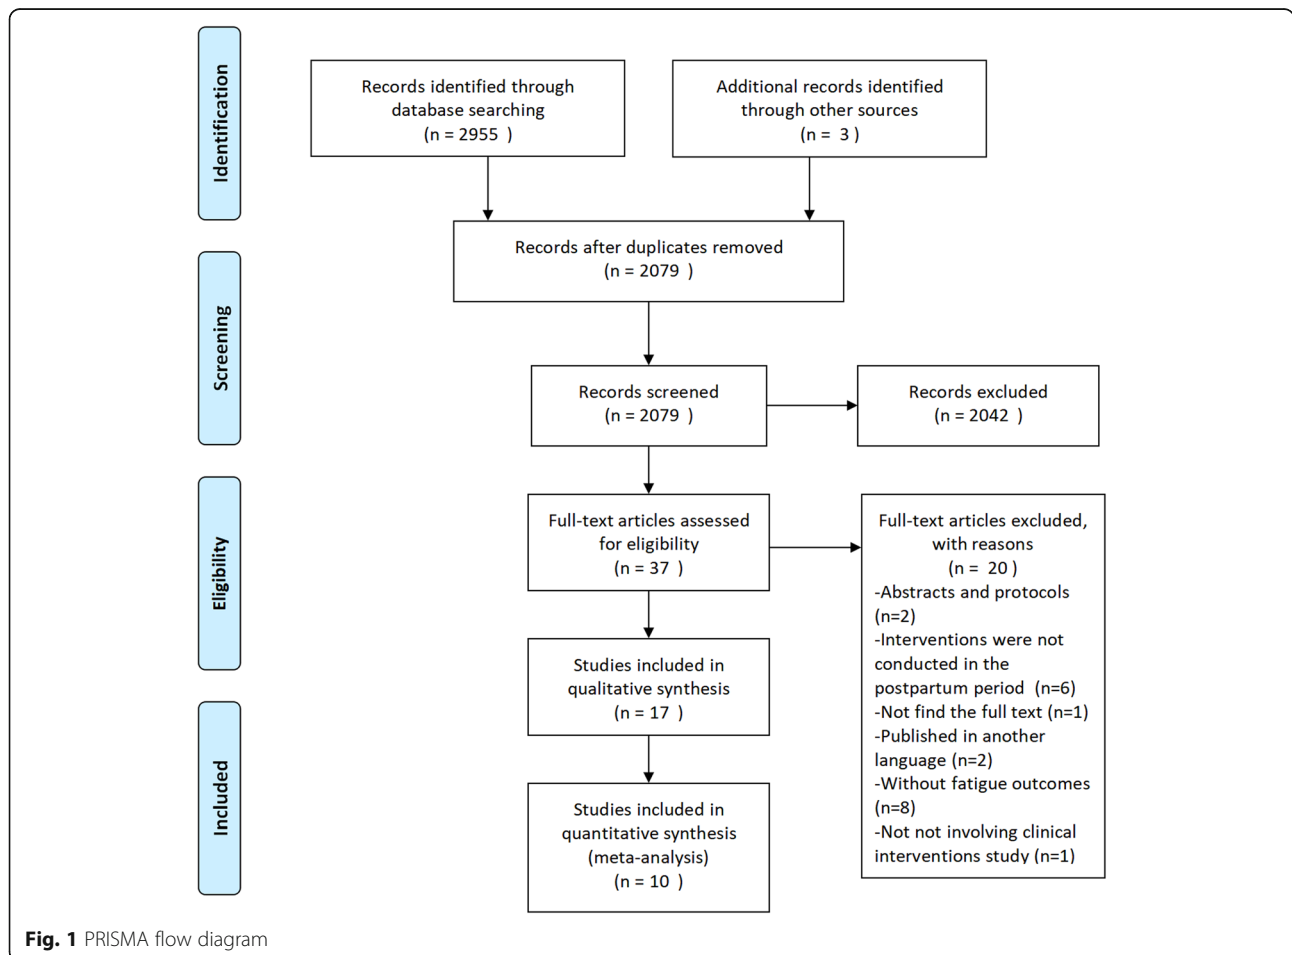 Identification
Records identified through
database searching
(n = 2955  )
Additional records identified
through other sources
(n =  3 )
Records after duplicates removed
(n = 2079  )
Screening
Records screened
(n = 2079  )
Records excluded
(n = 2042  )
Eligibility
Full-text articles assessed
for eligibility
(n = 37  )
Full-text articles excluded,
with reasons
(n =  20 )
-Abstracts and protocols
(n=2)
-Interventions were not
conducted in the
postpartum period  (n=6)
-Not find the full text (n=1)
-Published in another
language (n=2)
-Without fatigue outcomes
(n=8)
-Not not involving clinical
interventions study (n=1)
Studies included in
qualitative synthesis
(n = 17  )
Included
Studies included in
quantitative synthesis
(meta-analysis)
(n = 10  )
Fig. 1 PRISMA flow diagram